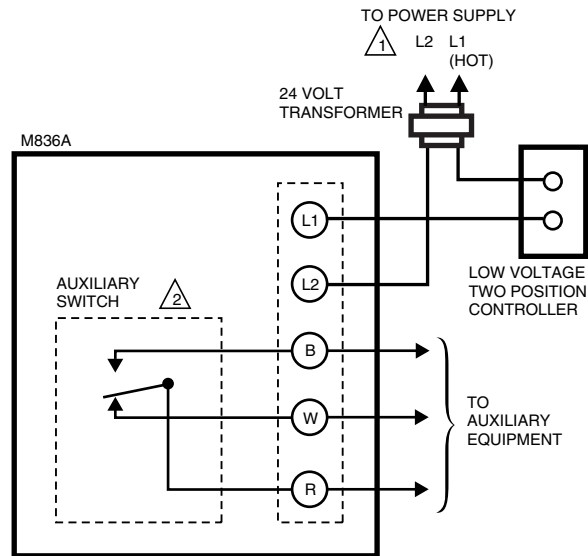 TO POWER SUPPLY
1
L2
L1
(HOT)
24 VOLT
TRANSFORMER
M836A
L1
L2
LOW VOLTAGE
TWO POSITION
CONTROLLER
AUXILIARY
SWITCH
2
B
W
R
TO
AUXILIARY
EQUIPMENT